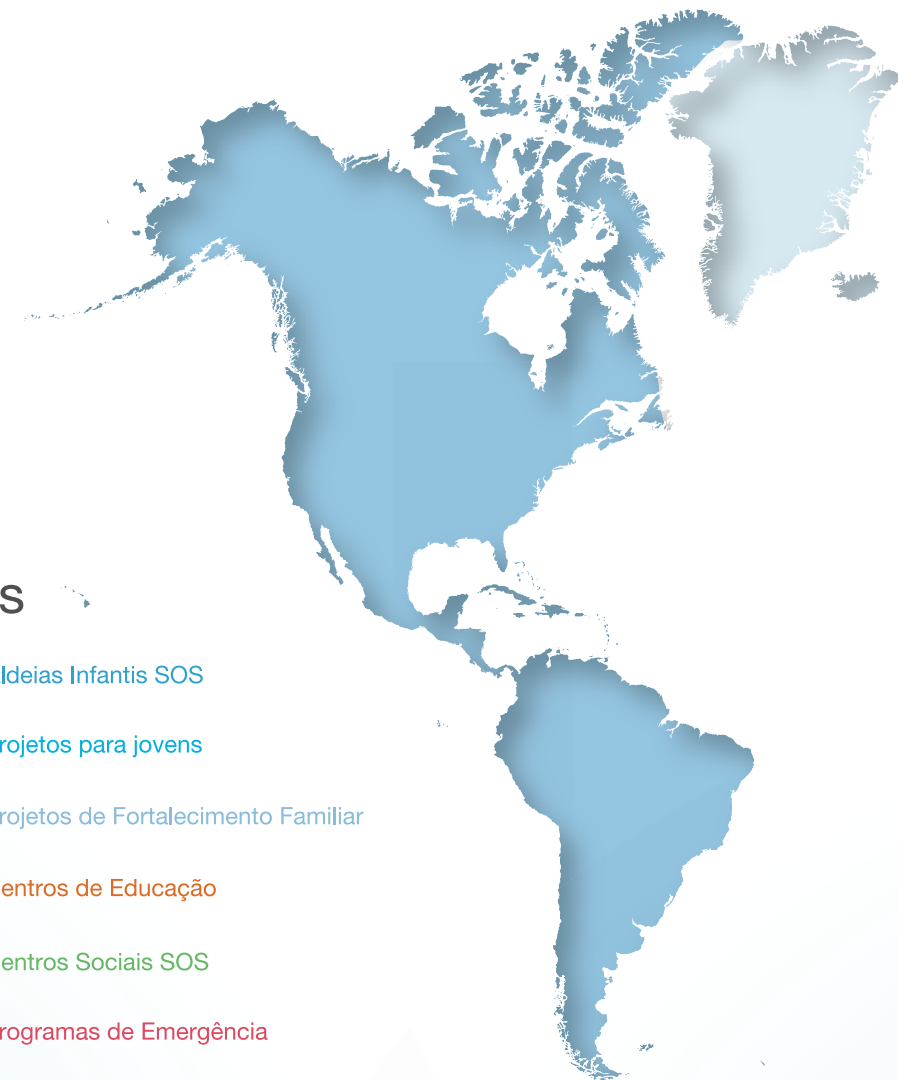 s
ldeias Infantis SOS
rojetos para jovens
rojetos de Fortalecimento Familiar
entros de Educação
entros Sociais SOS
rogramas de Emergência